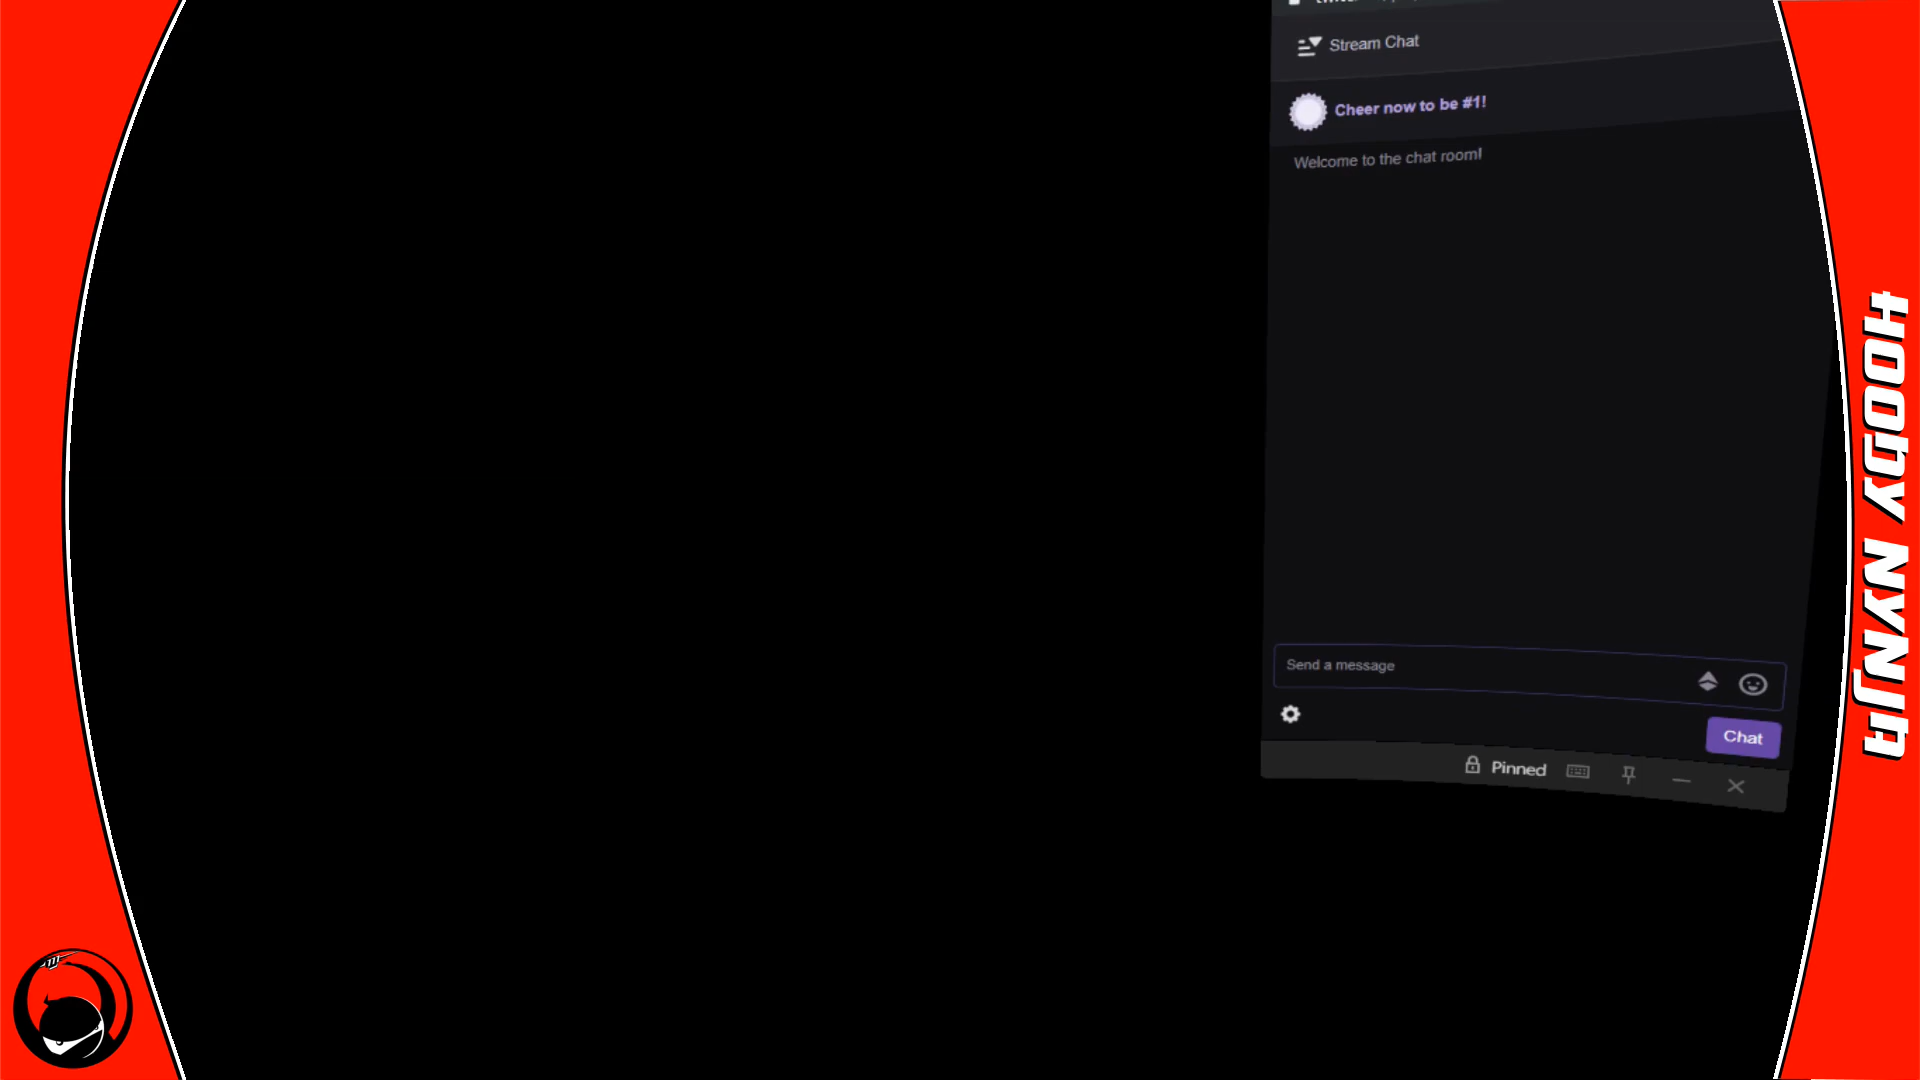 Stream Chat
Cheer now to be #1!
Welcome to the chat room!
Send a message
Chat
Pinned
HOODY NYNJA